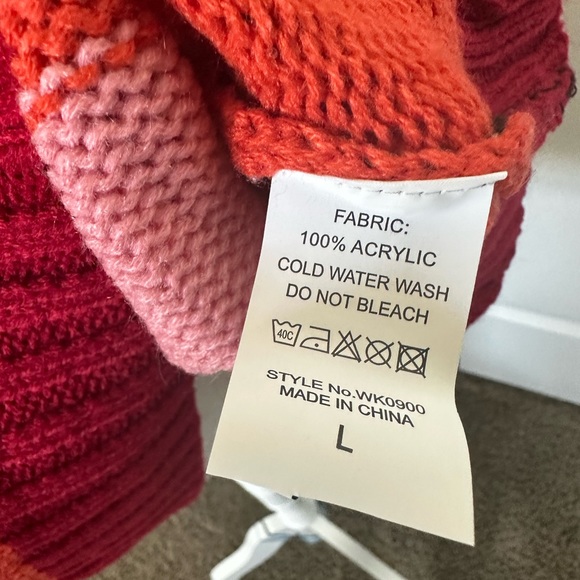 FABRIC:
100% ACRYLIC
COLD WATER WASH
DO NOT BLEACH
40C
STYLE No.WK0900
MADE IN CHINA
L